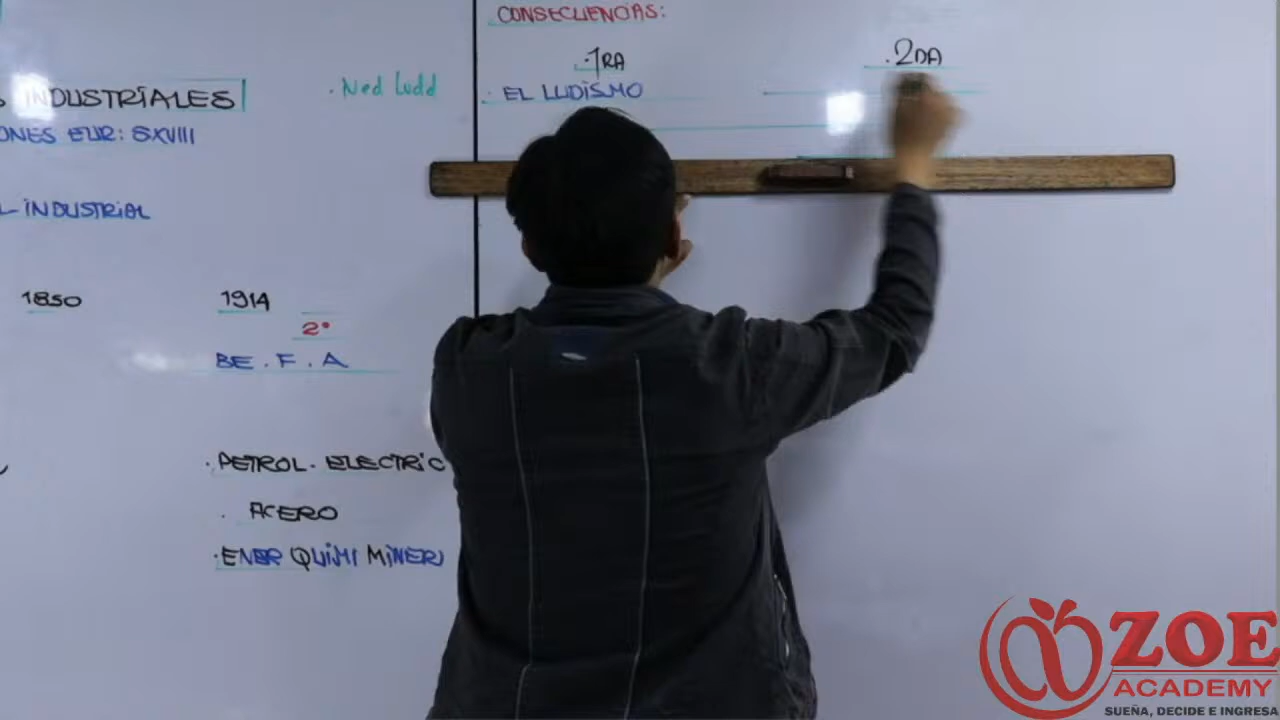 S INDUSTRIALES
ONES EUR: SXVIII
L-INDUSTRIAL
1850
1914
2°
BE. F. A
. PETROL. ELECTRIC
. ACERO
. ENER QUIMI MINERI
. Ned Ludd
CONSECUENCIAS:
. 1RA
. EL LUDISMO
. 2DA
ZOE
ACADEMY
SUEÑA, DECIDE E INGRESA